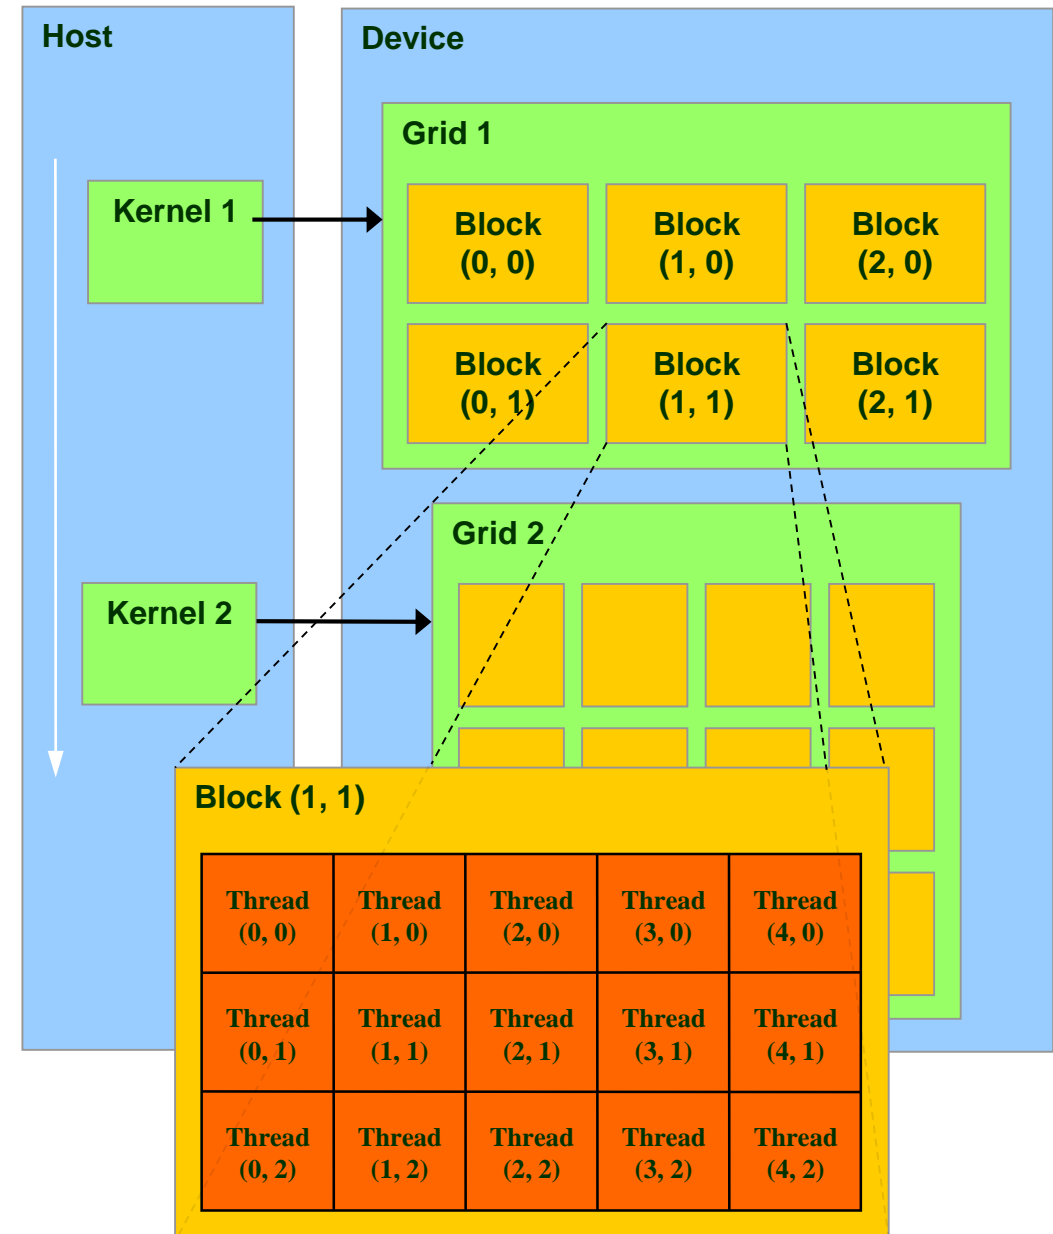 Host
Device
Grid 1
Kernel 1
Block
(0, 0)
Block
(1, 0)
Block
(2, 0)
Block
(0, 1)
Block
(1, 1)
Block
(2, 1)
Grid 2
Kernel 2
Block (1, 1)
Thread
(0, 0)
Thread
(1, 0)
Thread
(2, 0)
Thread
(3, 0)
Thread
(4, 0)
Thread
(0, 1)
Thread
(1, 1)
Thread
(2, 1)
Thread
(3, 1)
Thread
(4, 1)
Thread
(0, 2)
Thread
(1, 2)
Thread
(2, 2)
Thread
(3, 2)
Thread
(4, 2)